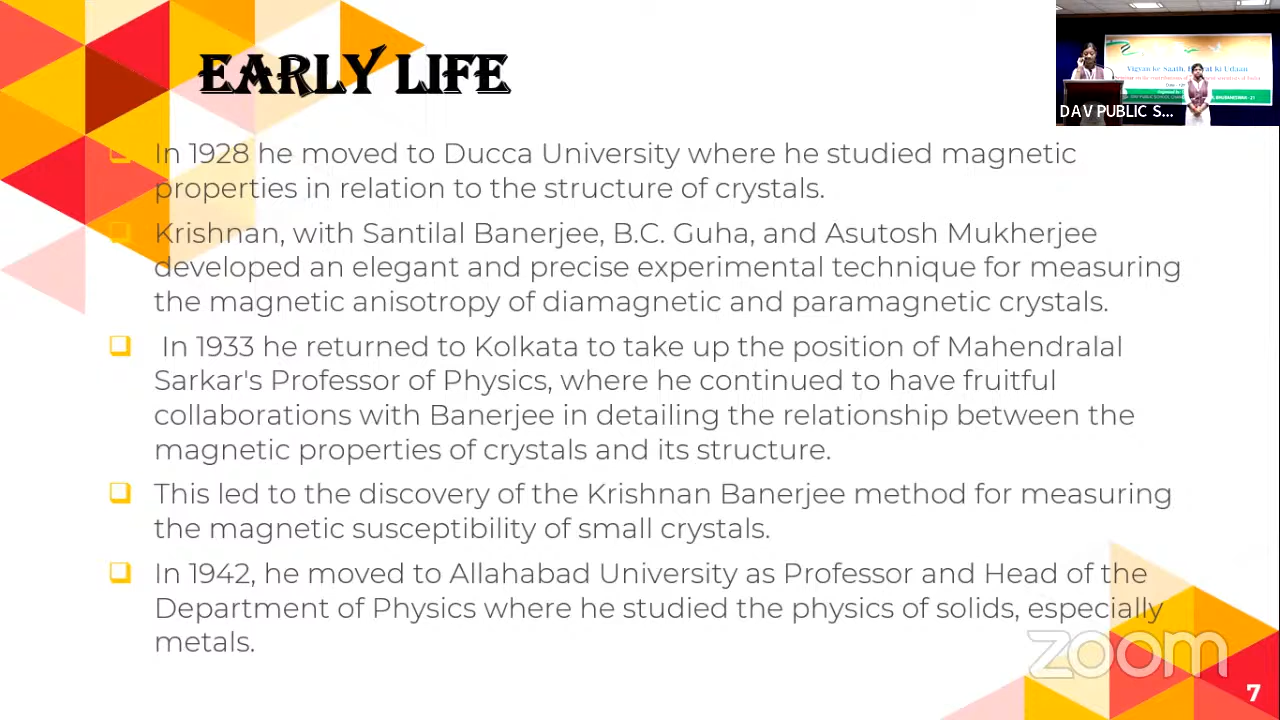 EARLY LIFE
In 1928 he moved to Ducca University where he studied magnetic
properties in relation to the structure of crystals.
Krishnan, with Santilal Banerjee, B.C. Guha, and Asutosh Mukherjee
developed an elegant and precise experimental technique for measuring
the magnetic anisotropy of diamagnetic and paramagnetic crystals.
In 1933 he returned to Kolkata to take up the position of Mahendralal
Sarkar's Professor of Physics, where he continued to have fruitful
collaborations with Banerjee in detailing the relationship between the
magnetic properties of crystals and its structure.
This led to the discovery of the Krishnan Banerjee method for measuring
the magnetic susceptibility of small crystals.
In 1942, he moved to Allahabad University as Professor and Head of the
Department of Physics where he studied the physics of solids, especially
metals.
zoom
7
Vigyan ke Saath, Ki Udaan
DAV PUBLIC S...